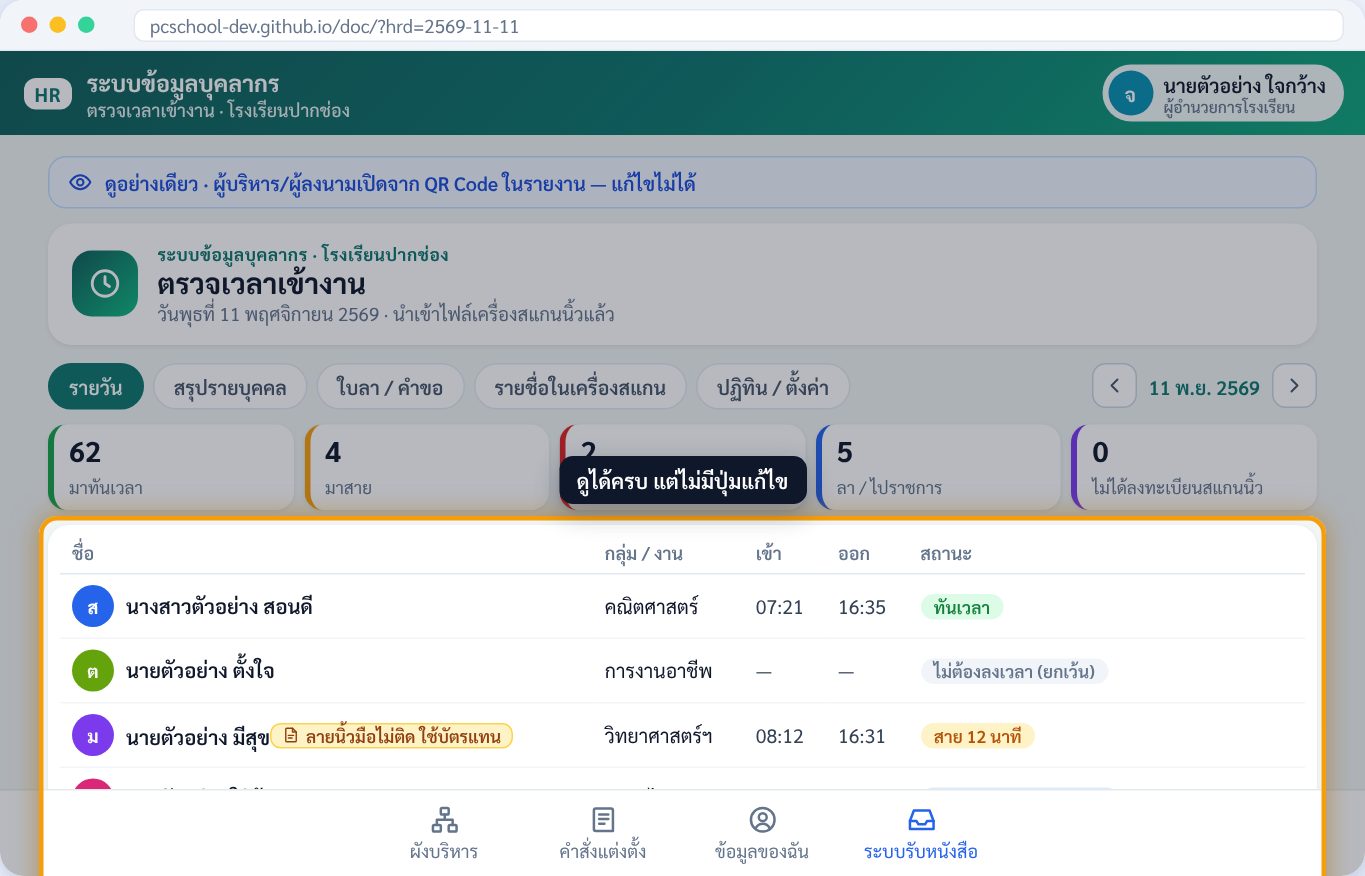 pcschool-dev.github.io/doc/?hrd=2569-11-11
HR
ระบบข้อมูลบุคลากร
ตรวจเวลาเข้างาน · โรงเรียนปากช่อง
จ
นายตัวอย่าง ใจกว้าง
ผู้อำนวยการโรงเรียน
ดูอย่างเดียว · ผู้บริหาร/ผู้ลงนามเปิดจาก QR Code ในรายงาน — แก้ไขไม่ได้
ระบบข้อมูลบุคลากร · โรงเรียนปากช่อง
ตรวจเวลาเข้างาน
วันพุธที่ 11 พฤศจิกายน 2569 · นำเข้าไฟล์เครื่องสแกนนิ้วแล้ว
รายวัน สรุปรายบุคคล ใบลา / คำขอ รายชื่อในเครื่องสแกน ปฏิทิน / ตั้งค่า 11 พ.ย. 2569
62 4 2 5 0
ดูได้ครบ แต่ไม่มีปุ่มแก้ไข
มาทันเวลา มาสาย ลา / ไปราชการ ไม่ได้ลงทะเบียนสแกนนิ้ว
ชื่อ กลุ่ม / งาน เข้า ออก สถานะ
ส นางสาวตัวอย่าง สอนดี คณิตศาสตร์ 07:21 16:35 ทันเวลา
ต นายตัวอย่าง ตั้งใจ การงานอาชีพ — — ไม่ต้องลงเวลา (ยกเว้น)
ม นายตัวอย่าง มีสุข ลายนิ้วมือไม่ติด ใช้บัตรแทน วิทยาศาสตร์ฯ 08:12 16:31 สาย 12 นาที
ผังบริหาร คำสั่งแต่งตั้ง ข้อมูลของฉัน ระบบรับหนังสือ